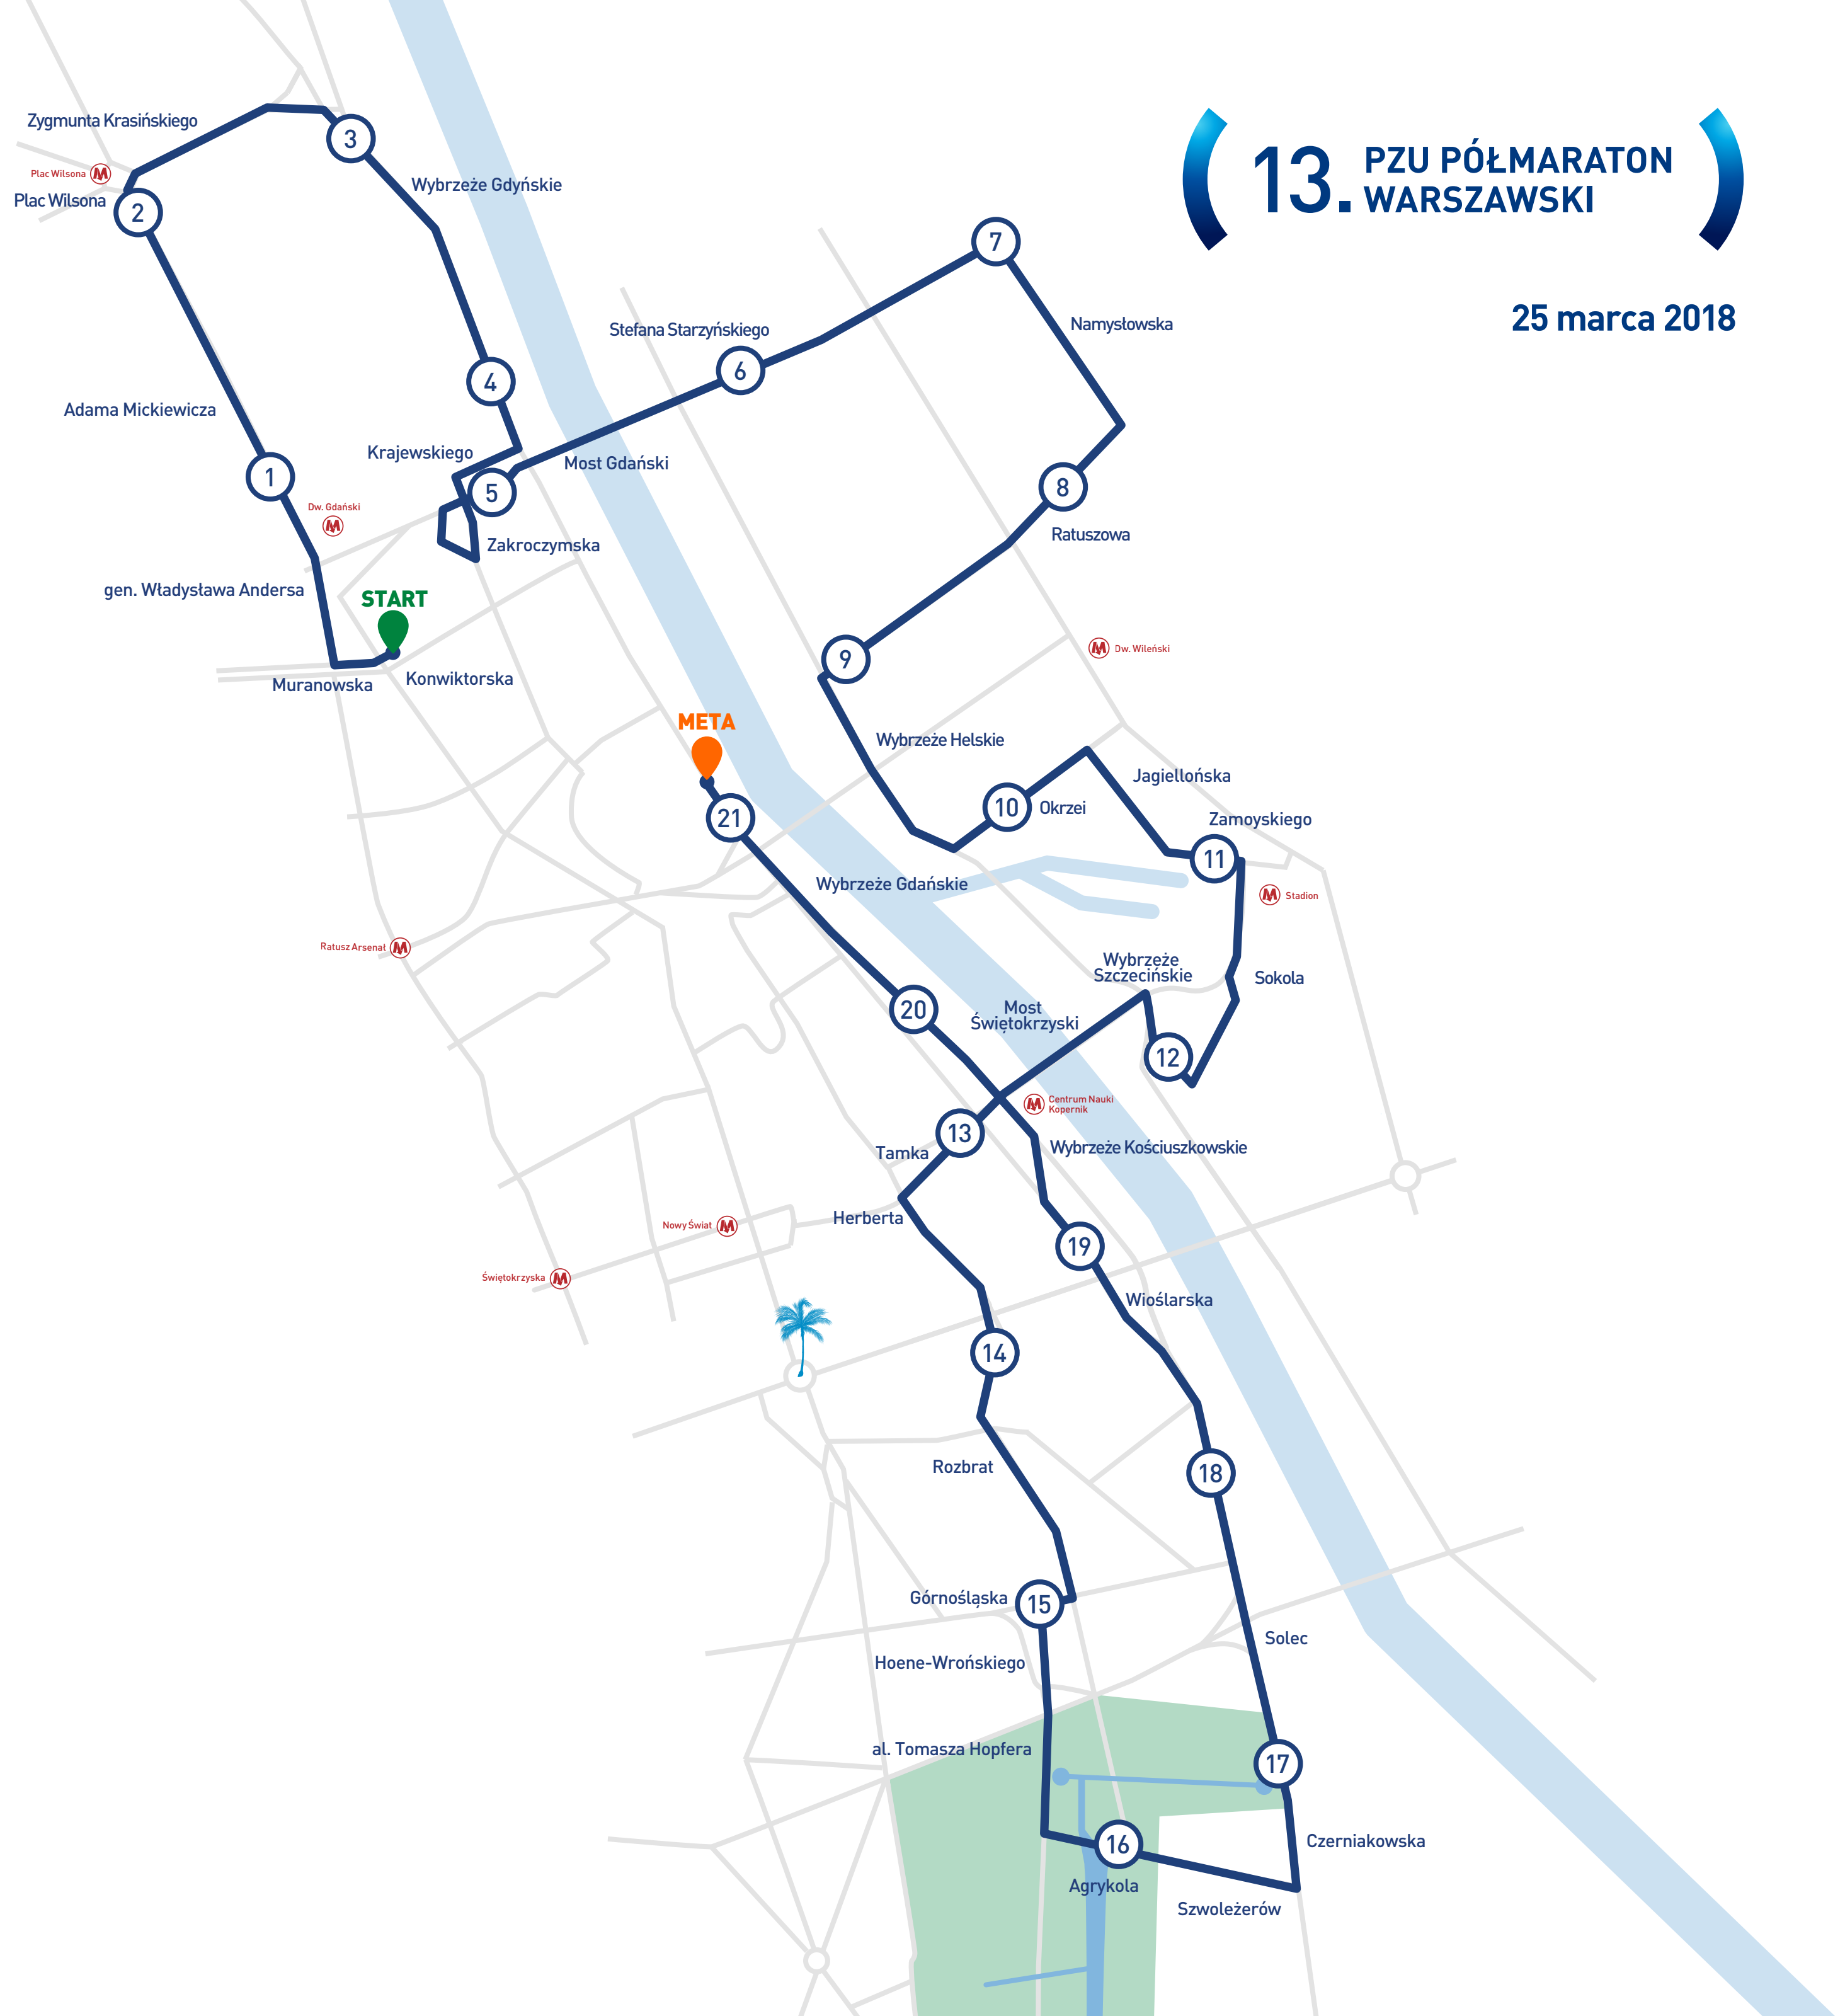 13.
PZU PÓŁMARATON
WARSZAWSKI
25 marca 2018
Zygmunta Krasińskiego
3
Plac Wilsona
Wybrzeże Gdyńskie
Plac Wilsona
2
7
Stefana Starzyńskiego
Namysłowska
6
4
Adama Mickiewicza
Krajewskiego
Most Gdański
1
5
8
Dw. Gdański
Ratuszowa
Zakroczymska
gen. Władysława Andersa
START
Dw. Wileński
9
Muranowska
Konwiktorska
META
Wybrzeże Helskie
Jagiellońska
10
Okrzei
21
Zamoyskiego
11
Wybrzeże Gdańskie
Stadion
Ratusz Arsenał
Wybrzeże
Szczecińskie
Sokola
20
Most
Świętokrzyski
12
Centrum Nauki
Kopernik
13
Tamka
Wybrzeże Kościuszkowskie
Herberta
Nowy Świat
19
Świętokrzyska
Wioślarska
14
Rozbrat
18
Górnośląska
15
Solec
Hoene-Wrońskiego
al. Tomasza Hopfera
17
16
Czerniakowska
Agrykola
Szwoleżerów